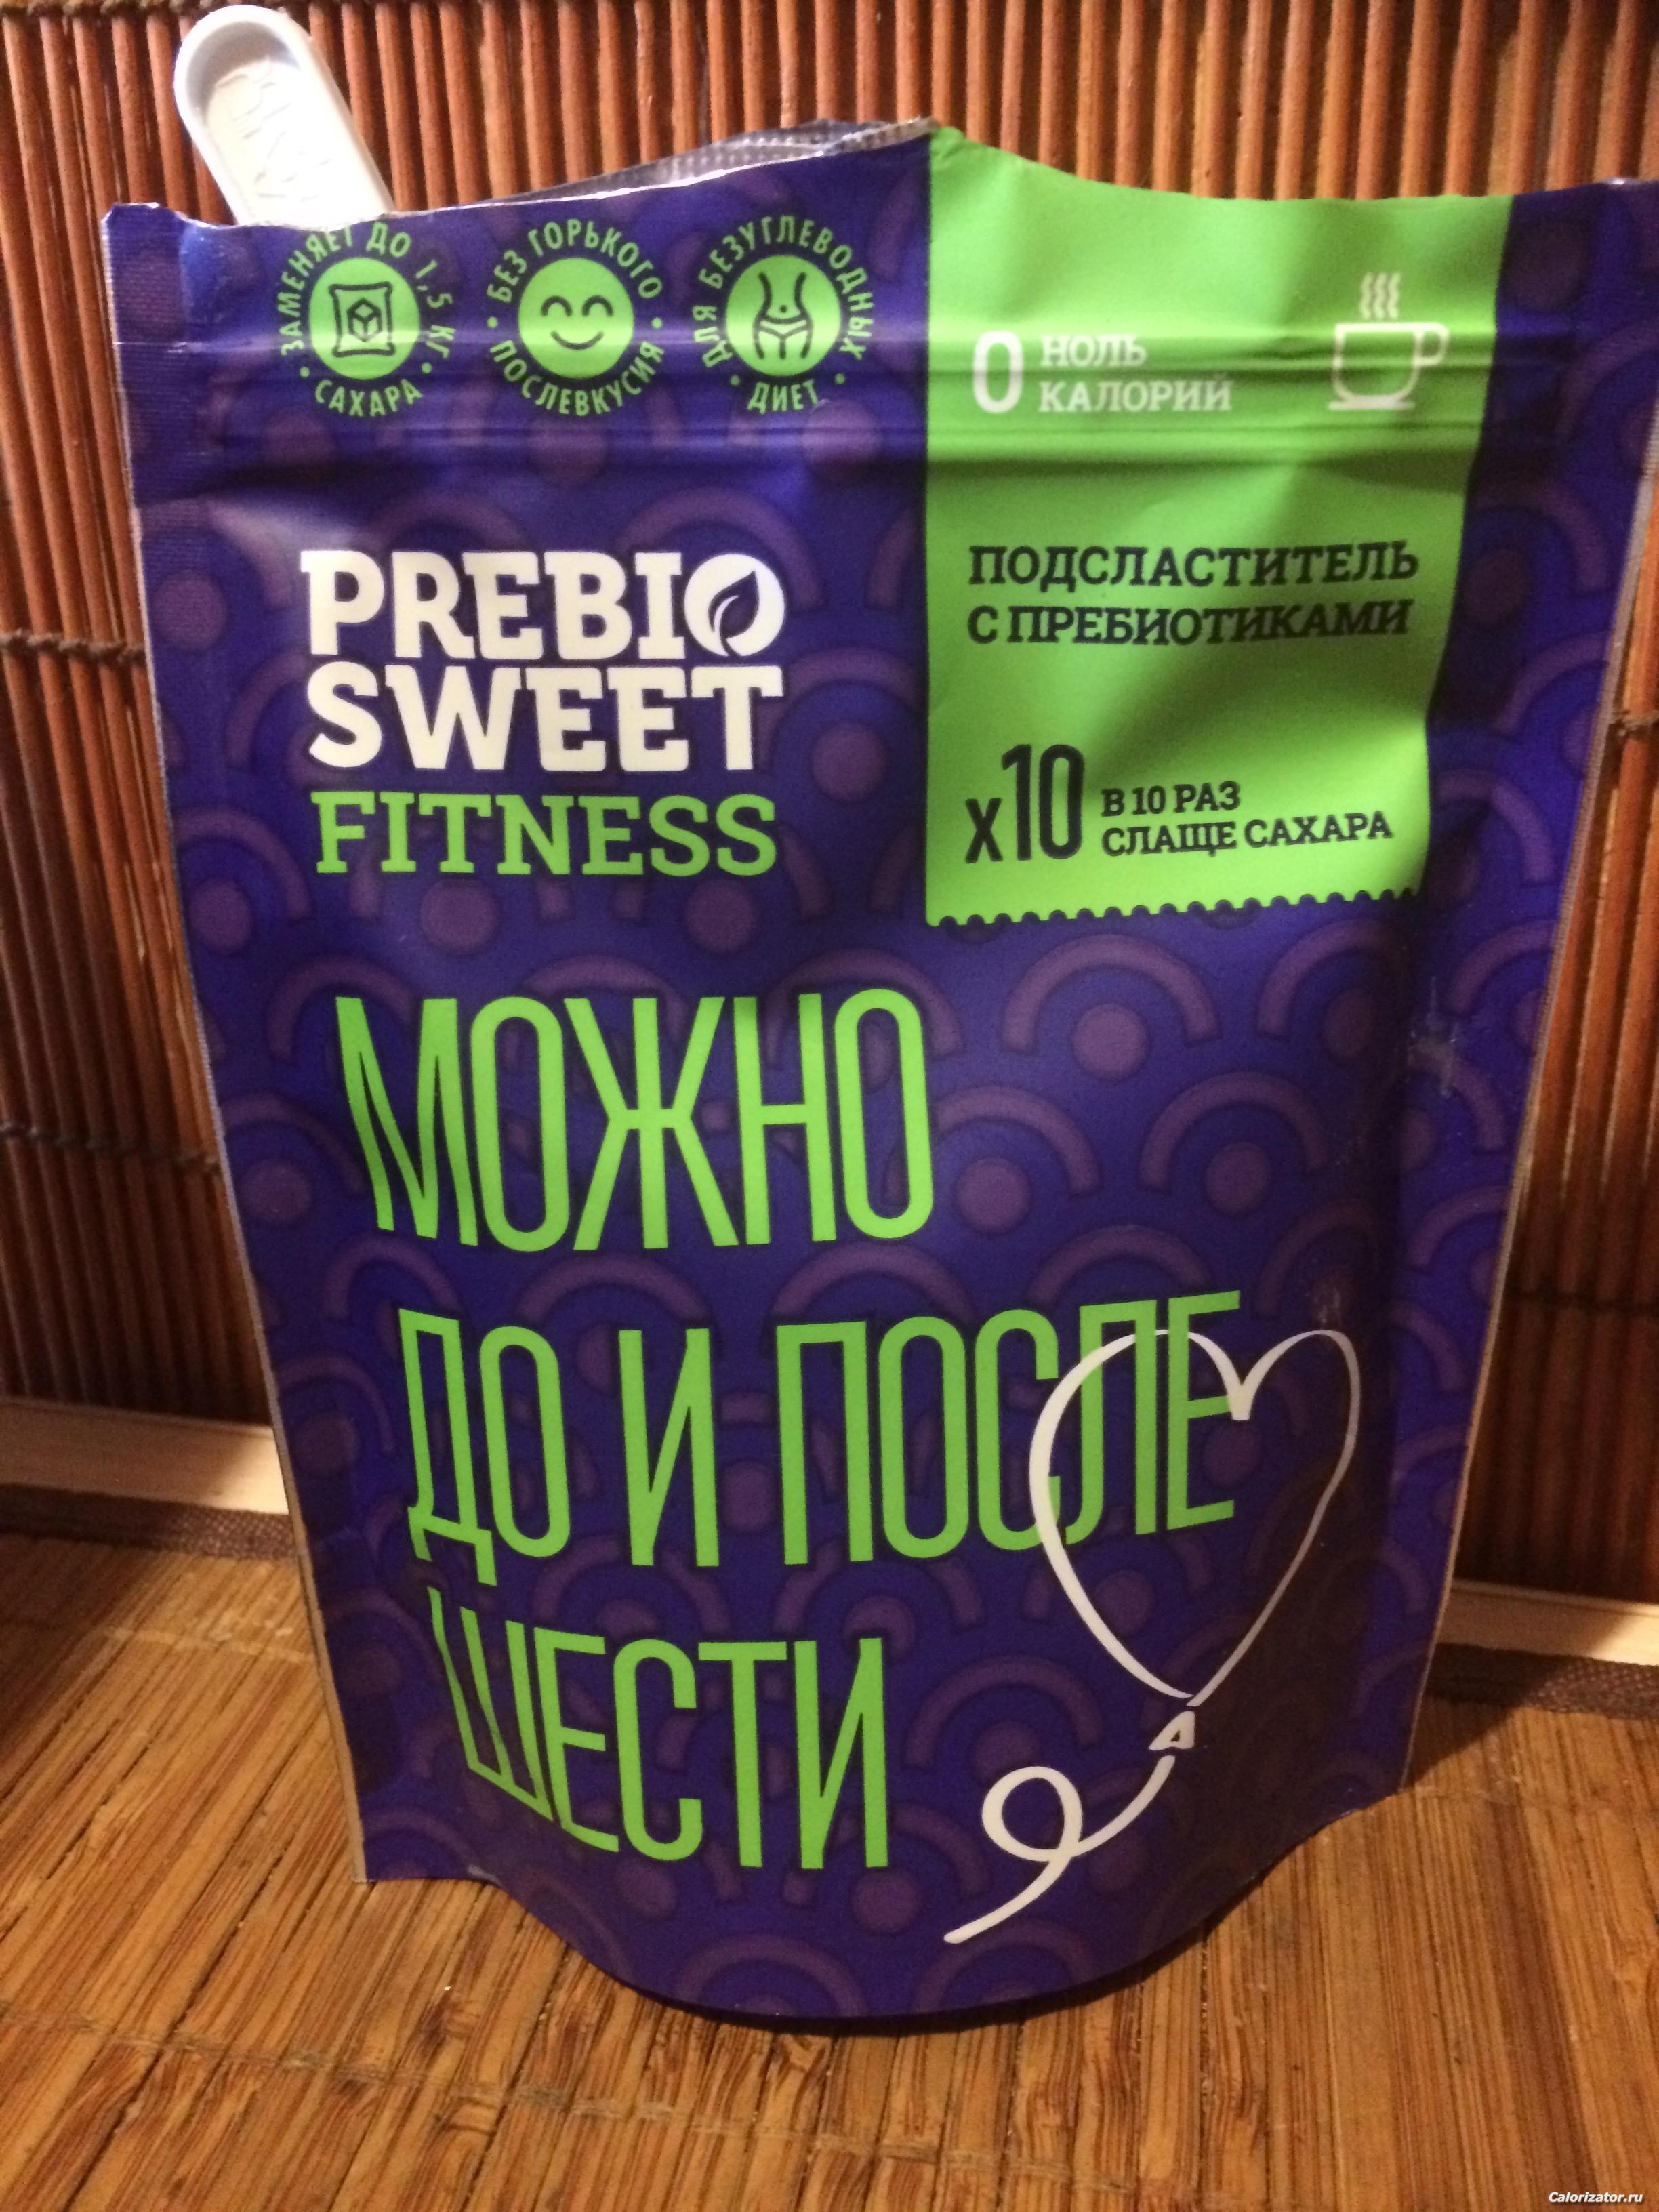 ЗАМЕНЯЕТ ДО 1,5 КГ
• САХАРА •
БЕЗ ГОРЬКОГО
• ПОСЛЕВКУСИЯ •
ДЛЯ БЕЗУГЛЕВОДНЫХ
• ДИЕТ •
0 НОЛЬ
КАЛОРИЙ
PREBIO
SWEET
FITNESS
ПОДСЛАСТИТЕЛЬ
С ПРЕБИОТИКАМИ
x10 В 10 РАЗ
СЛАЩЕ САХАРА
МОЖНО
ДО И ПОСЛЕ
ШЕСТИ
Calorizator.ru